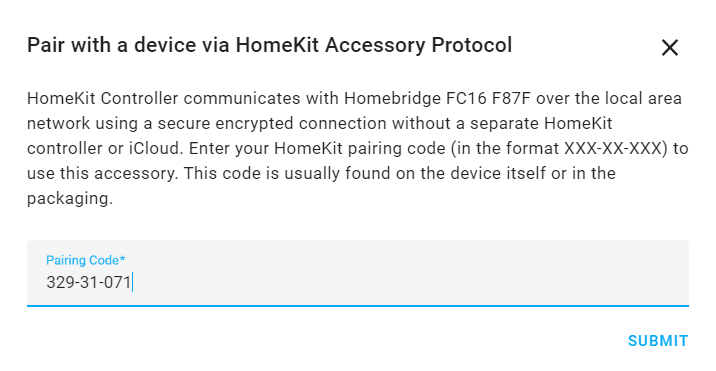 Pair with a device via HomeKit Accessory Protocol
HomeKit Controller communicates with Homebridge FC16 F87F over the local area
network using a secure encrypted connection without a separate HomeKit
controller or iCloud. Enter your HomeKit pairing code (in the format XXX-XX-XXX) to
use this accessory. This code is usually found on the device itself or in the
packaging.
Pairing Code*
329-31-071
SUBMIT